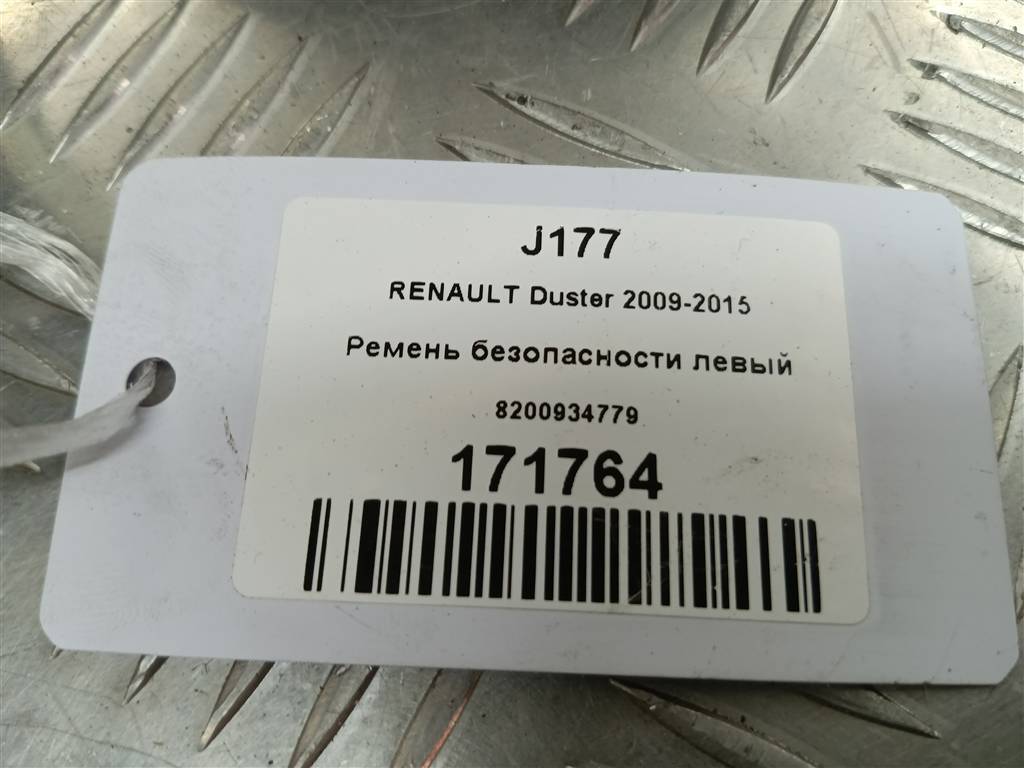 J177
RENAULT Duster 2009-2015
Ремень безопасности левый
8200934779
171764